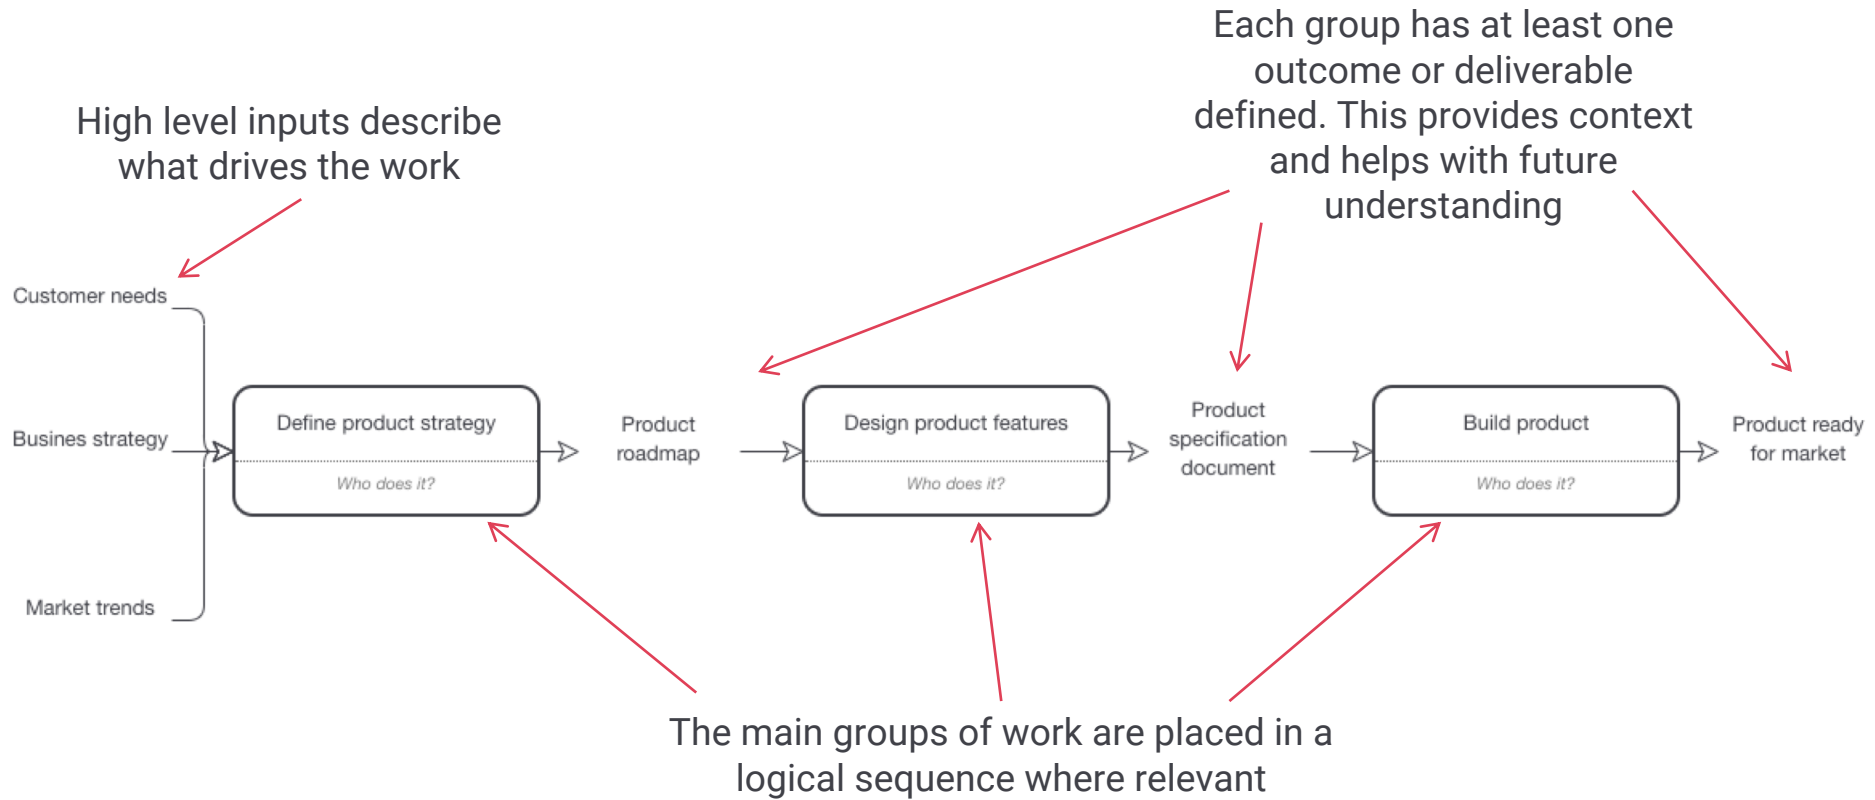 Each group has at least one
outcome or deliverable
defined. This provides context
and helps with future
understanding
High level inputs describe
what drives the work
Customer needs
Busines strategy
Market trends
Define product strategy
Who does it?
Product
roadmap
Design product features
Who does it?
Product
specification
document
Build product
Who does it?
Product ready
for market
The main groups of work are placed in a
logical sequence where relevant